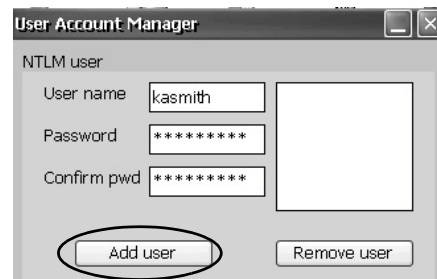 User Account Manager
NTLM user
User name kasmith
Password *********
Confirm pwd *********
Add user Remove user